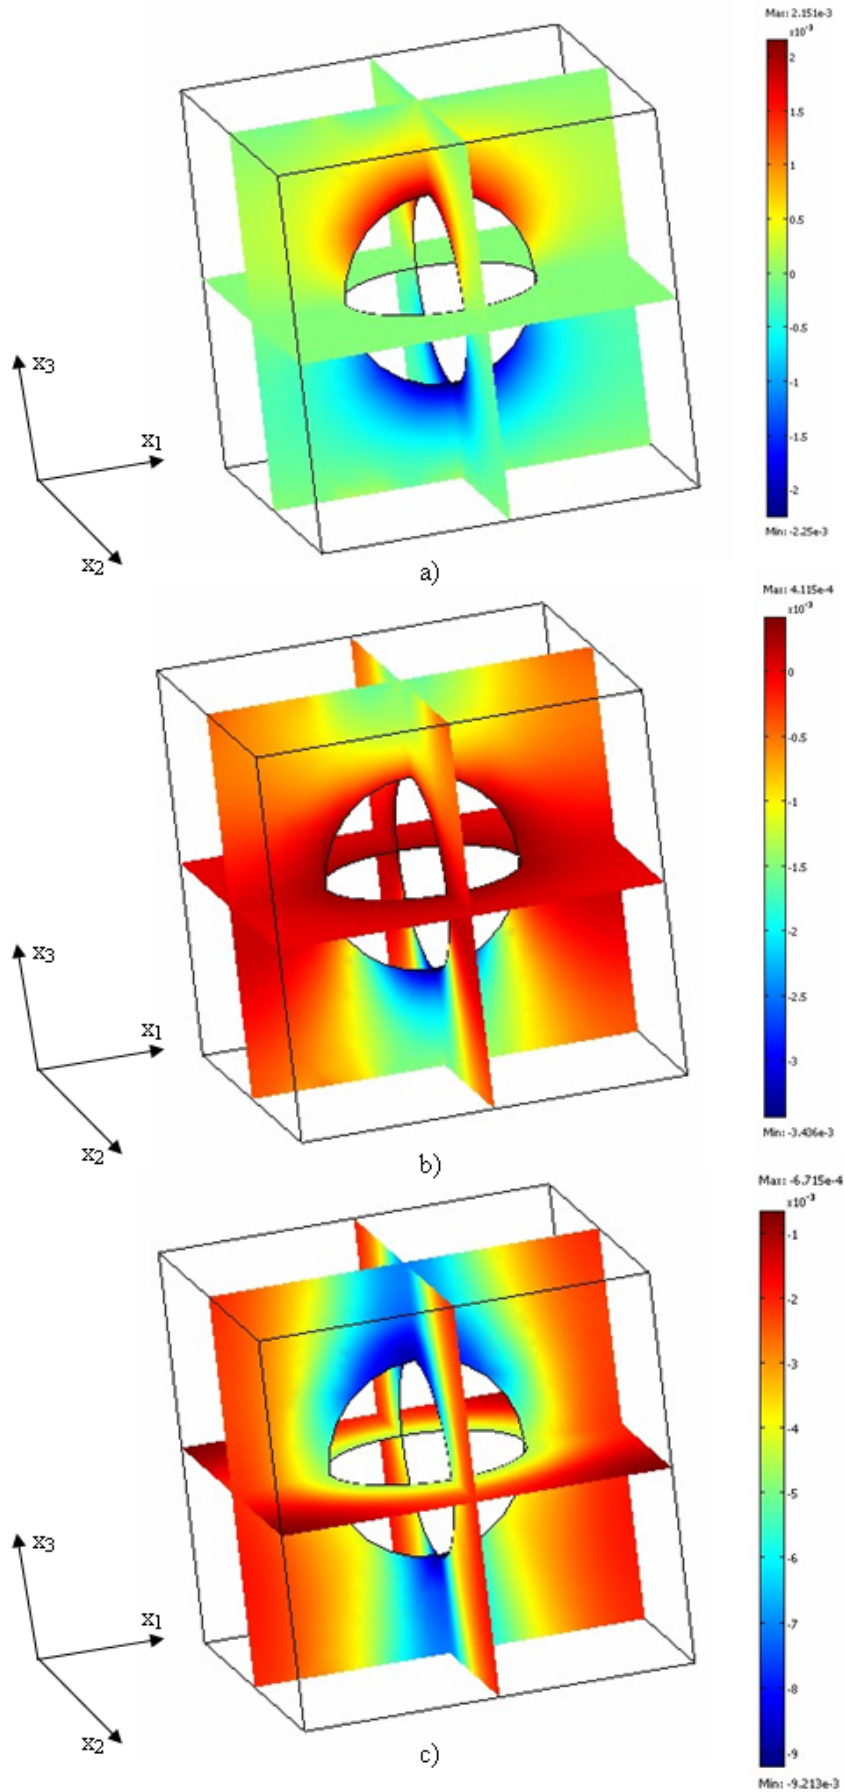 Max: 2.151e-3
x10⁻³
2
1.5
1
0.5
0
-0.5
-1
-1.5
-2
Min: -2.25e-3
x₃
x₁
x₂
a)
Max: 4.115e-4
x10⁻³
0
-0.5
-1
-1.5
-2
-2.5
-3
Min: -3.436e-3
x₃
x₁
x₂
b)
Max: -6.715e-4
x10⁻³
-1
-2
-3
-4
-5
-6
-7
-8
-9
Min: -9.213e-3
x₃
x₁
x₂
c)